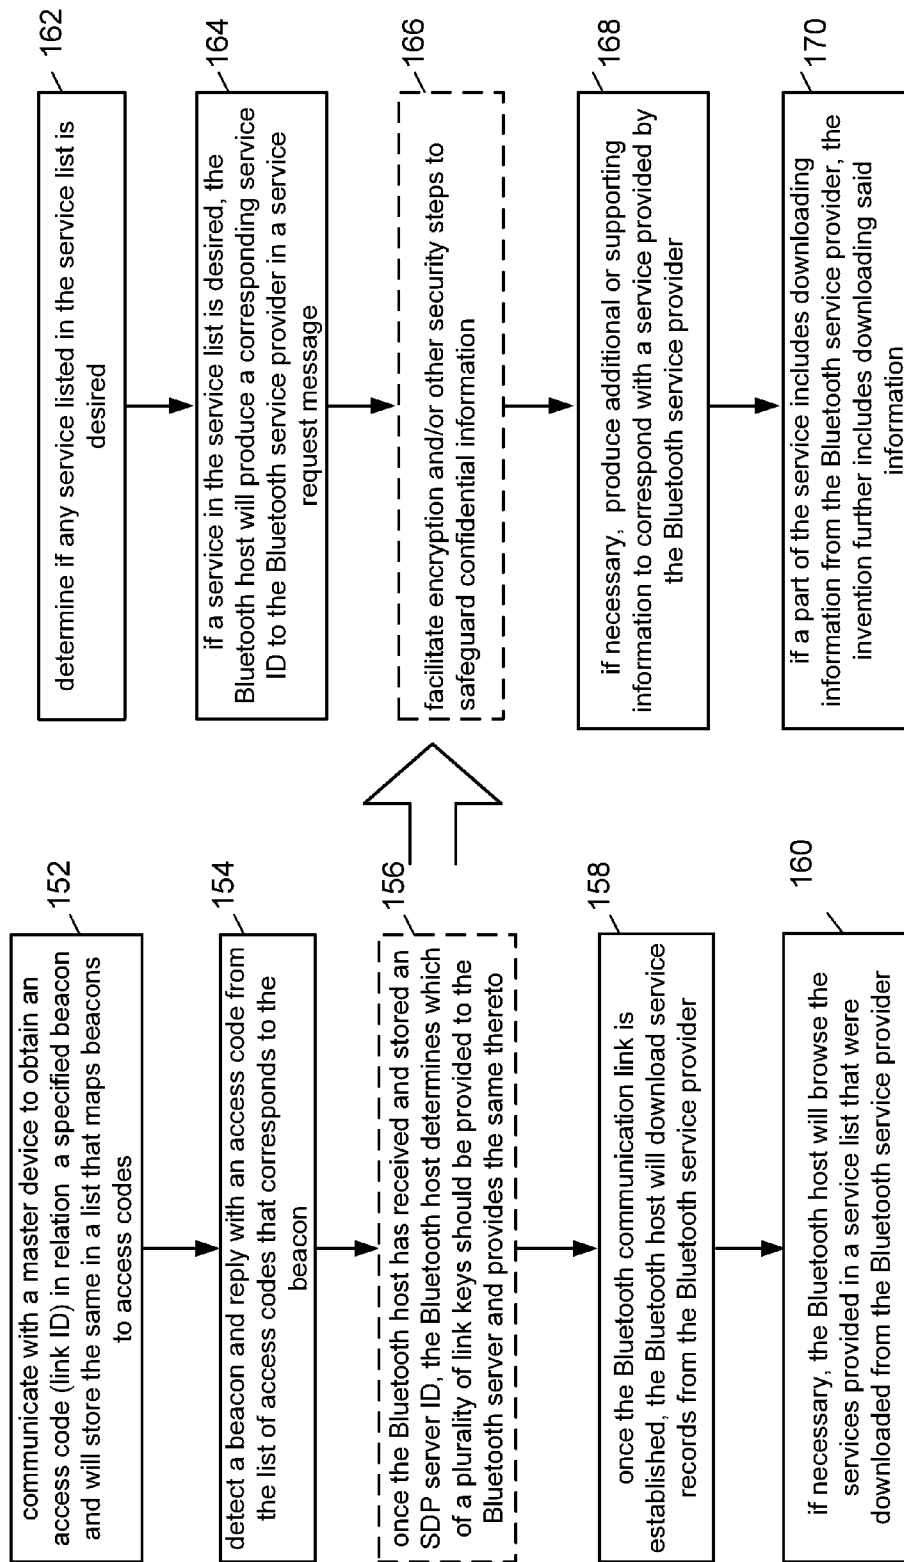 152
communicate with a master device to obtain an
access code (link ID) in relation a specified beacon
and will store the same in a list that maps beacons
to access codes
154
detect a beacon and reply with an access code from
the list of access codes that corresponds to the
beacon
156
once the Bluetooth host has received and stored an
SDP server ID, the Bluetooth host determines which
of a plurality of link keys should be provided to the
Bluetooth server and provides the same thereto
158
once the Bluetooth communication link is
established, the Bluetooth host will download service
records from the Bluetooth service provider
160
if necessary, the Bluetooth host will browse the
services provided in a service list that were
downloaded from the Bluetooth service provider
162
determine if any service listed in the service list is
desired
164
if a service in the service list is desired, the
Bluetooth host will produce a corresponding service
ID to the Bluetooth service provider in a service
request message
166
facilitate encryption and/or other security steps to
safeguard confidential information
168
if necessary, produce additional or supporting
information to correspond with a service provided by
the Bluetooth service provider
170
if a part of the service includes downloading
information from the Bluetooth service provider, the
invention further includes downloading said
information